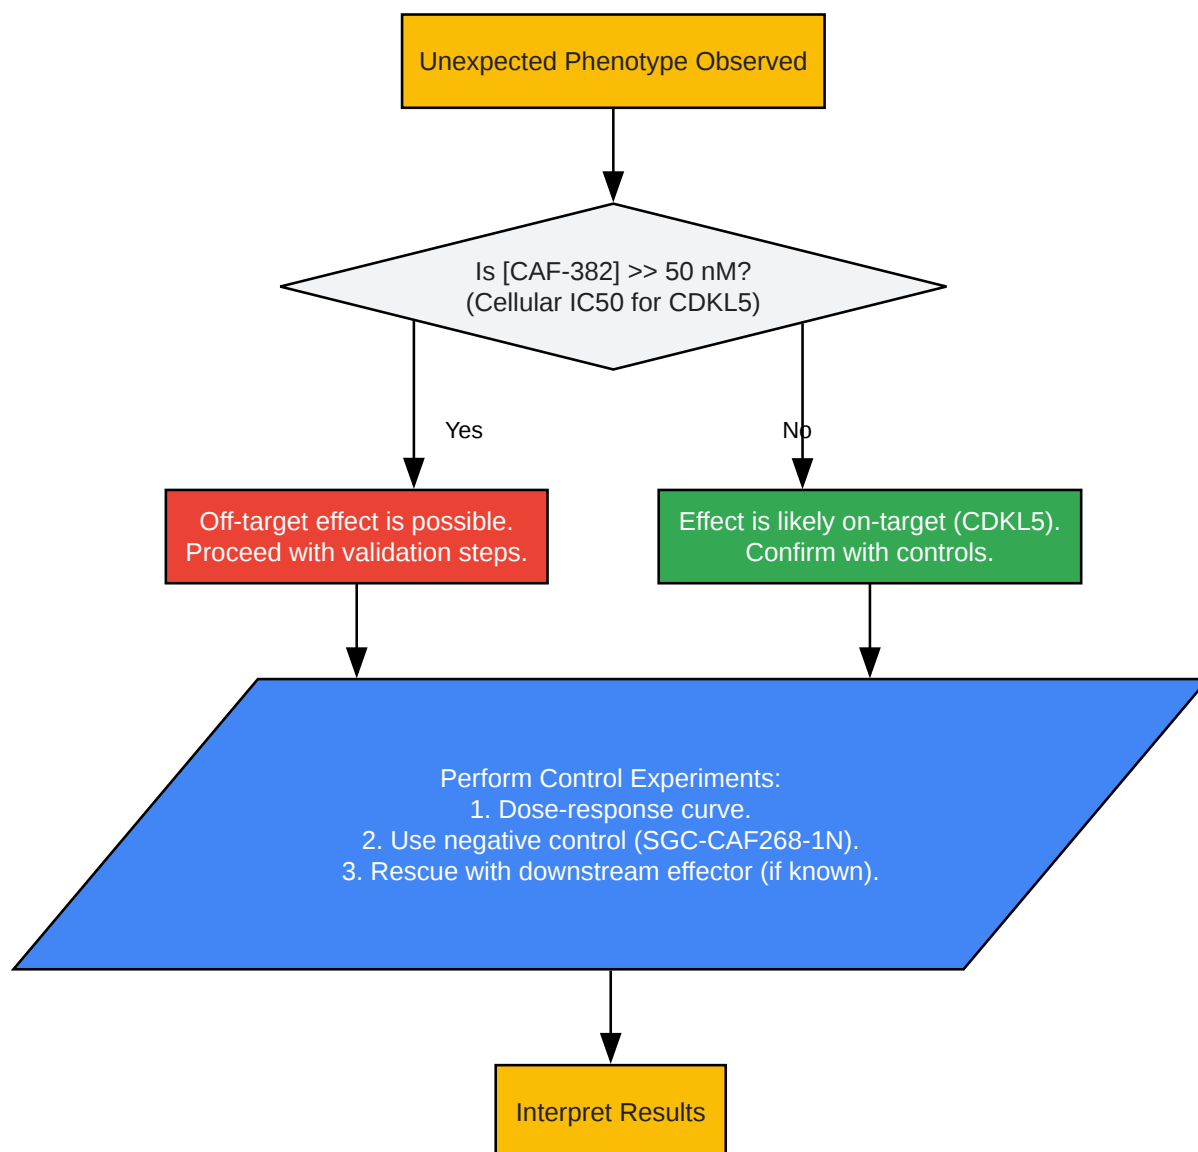 Unexpected Phenotype Observed
Is [CAF-382] >> 50 nM?
(Cellular IC50 for CDKL5)
Yes
No
Off-target effect is possible.
Proceed with validation steps.
Effect is likely on-target (CDKL5).
Confirm with controls.
Perform Control Experiments:
1. Dose-response curve.
2. Use negative control (SGC-CAF268-1N).
3. Rescue with downstream effector (if known).
Interpret Results